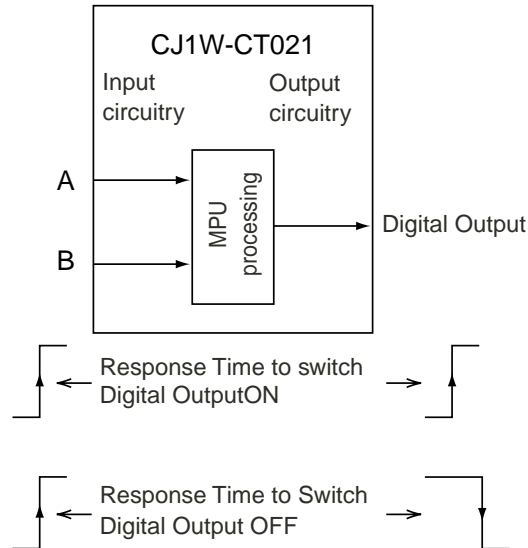 CJ1W-CT021
Input
circuitry
Output
circuitry
A
B
MPU
processing
Digital Output
Response Time to switch
Digital OutputON
Response Time to Switch
Digital Output OFF